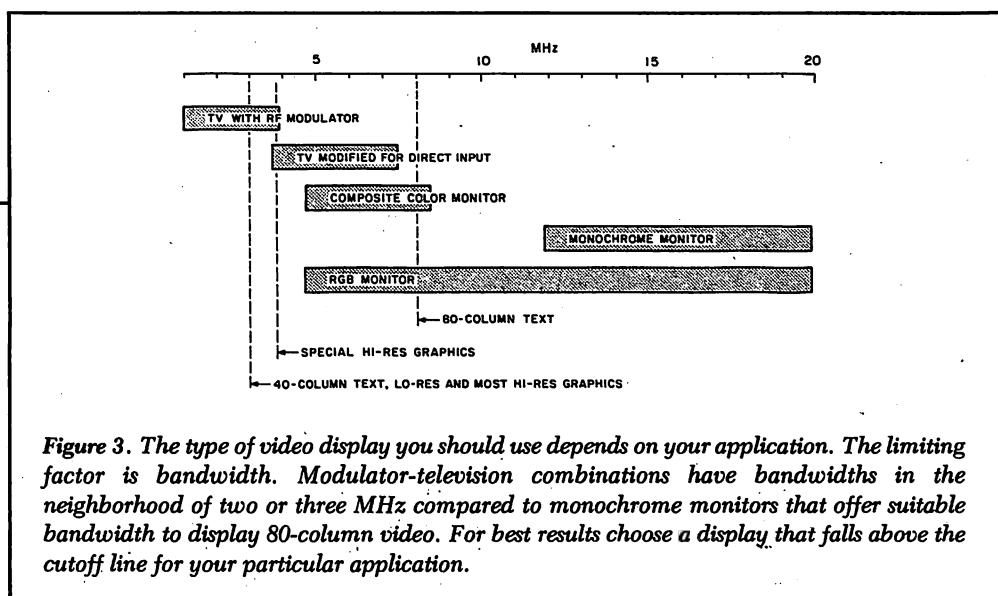 MHz
5 10 15 20
TV WITH RF MODULATOR
TV MODIFIED FOR DIRECT INPUT
COMPOSITE COLOR MONITOR
MONOCHROME MONITOR
RGB MONITOR
80-COLUMN TEXT
SPECIAL HI-RES GRAPHICS
40-COLUMN TEXT, LO-RES AND MOST HI-RES GRAPHICS
Figure 3. The type of video display you should use depends on your application. The limiting
factor is bandwidth. Modulator-television combinations have bandwidths in the
neighborhood of two or three MHz compared to monochrome monitors that offer suitable
bandwidth to display 80-column video. For best results choose a display that falls above the
cutoff line for your particular application.